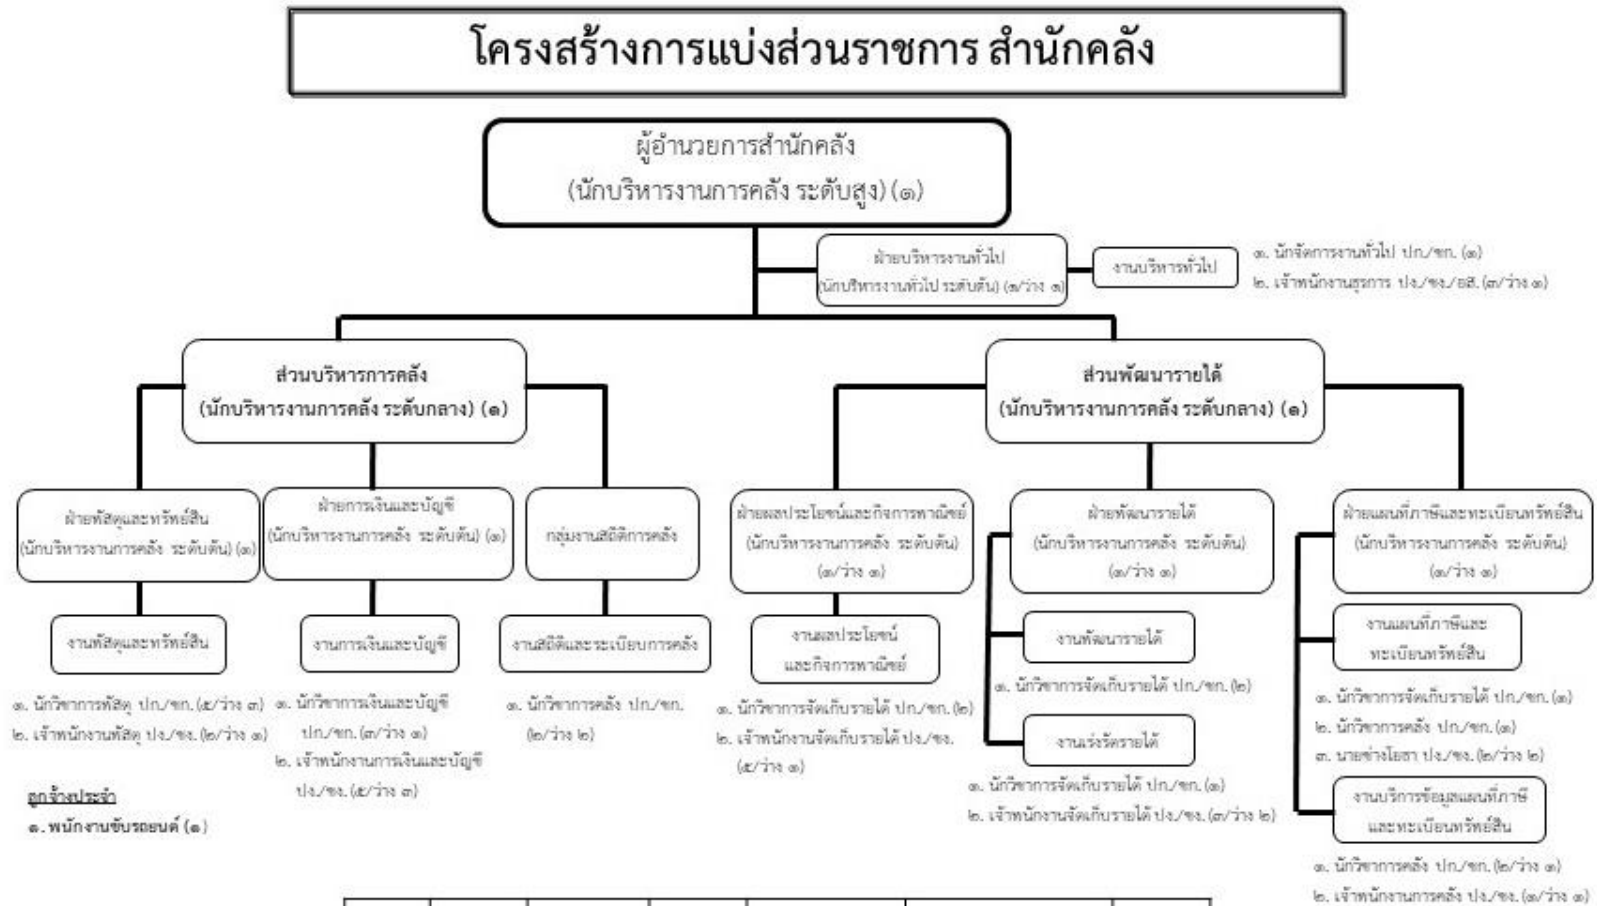 โครงสร้างการแบ่งส่วนราชการ สำนักคลัง
ผู้อำนวยการสำนักคลัง
(นักบริหารงานการคลัง ระดับสูง) (๑)
ฝ่ายบริหารงานทั่วไป
(นักบริหารงานทั่วไป ระดับต้น) (๑/ว่าง ๑)
งานบริหารทั่วไป
๑. นักจัดการงานทั่วไป ปก./ชก. (๑)
๒. เจ้าพนักงานธุรการ ปง./ชง./อส. (๓/ว่าง ๑)
ส่วนบริหารการคลัง
(นักบริหารงานการคลัง ระดับกลาง) (๑)
ส่วนพัฒนารายได้
(นักบริหารงานการคลัง ระดับกลาง) (๑)
ฝ่ายพัสดุและทรัพย์สิน
(นักบริหารงานการคลัง ระดับต้น) (๑)
ฝ่ายการเงินและบัญชี
(นักบริหารงานการคลัง ระดับต้น) (๑)
กลุ่มงานสถิติการคลัง
ฝ่ายผลประโยชน์และกิจการพาณิชย์
(นักบริหารงานการคลัง ระดับต้น)
(๑/ว่าง ๑)
ฝ่ายพัฒนารายได้
(นักบริหารงานการคลัง ระดับต้น)
(๑/ว่าง ๑)
ฝ่ายแผนที่ภาษีและทะเบียนทรัพย์สิน
(นักบริหารงานการคลัง ระดับต้น)
(๑/ว่าง ๑)
งานพัสดุและทรัพย์สิน
๑. นักวิชาการพัสดุ ปก./ชก. (๕/ว่าง ๓)
๒. เจ้าพนักงานพัสดุ ปง./ชง. (๒/ว่าง ๑)
งานการเงินและบัญชี
๑. นักวิชาการเงินและบัญชี
ปก./ชก. (๓/ว่าง ๑)
๒. เจ้าพนักงานการเงินและบัญชี
ปง./ชง. (๕/ว่าง ๓)
งานสถิติและระเบียบการคลัง
๑. นักวิชาการคลัง ปก./ชก.
(๒/ว่าง ๒)
งานผลประโยชน์
และกิจการพาณิชย์
๑. นักวิชาการจัดเก็บรายได้ ปก./ชก. (๒)
๒. เจ้าพนักงานจัดเก็บรายได้ ปง./ชง.
(๕/ว่าง ๑)
งานพัฒนารายได้
๑. นักวิชาการจัดเก็บรายได้ ปก./ชก. (๒)
งานเร่งรัดรายได้
๑. นักวิชาการจัดเก็บรายได้ ปก./ชก. (๑)
๒. เจ้าพนักงานจัดเก็บรายได้ ปง./ชง. (๓/ว่าง ๒)
งานแผนที่ภาษีและ
ทะเบียนทรัพย์สิน
๑. นักวิชาการจัดเก็บรายได้ ปก./ชก. (๑)
๒. นักวิชาการคลัง ปก./ชก. (๑)
๓. นายช่างโยธา ปง./ชง. (๒/ว่าง ๒)
งานบริการข้อมูลแผนที่ภาษี
และทะเบียนทรัพย์สิน
๑. นักวิชาการคลัง ปก./ชก. (๒/ว่าง ๑)
๒. เจ้าพนักงานการคลัง ปง./ชง. (๑/ว่าง ๑)
ลูกจ้างประจำ
๑. พนักงานขับรถยนต์ (๑)